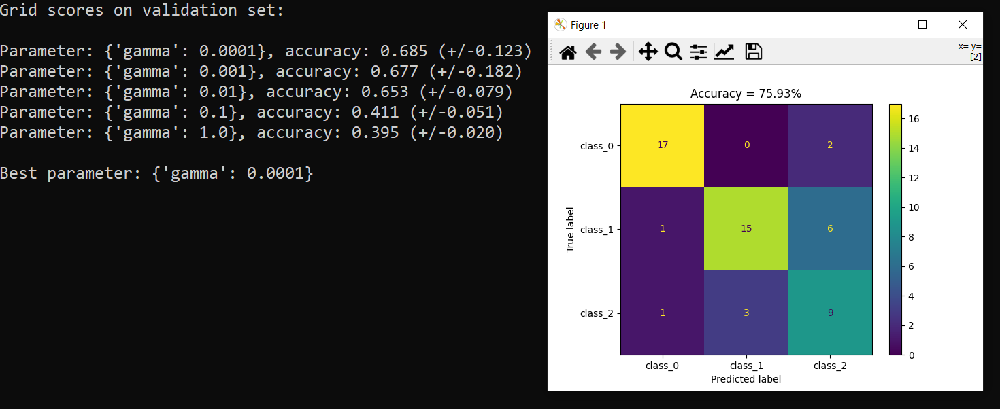 Grid scores on validation set:
Parameter: {'gamma': 0.0001}, accuracy: 0.685 (+/-0.123)
Parameter: {'gamma': 0.001}, accuracy: 0.677 (+/-0.182)
Parameter: {'gamma': 0.01}, accuracy: 0.653 (+/-0.079)
Parameter: {'gamma': 0.1}, accuracy: 0.411 (+/-0.051)
Parameter: {'gamma': 1.0}, accuracy: 0.395 (+/-0.020)
Best parameter: {'gamma': 0.0001}
Figure 1
x= y=
[2]
Accuracy = 75.93%
True label
class_0 17 0 2
class_1 1 15 6
class_2 1 3 9
class_0 class_1 class_2
Predicted label
16
14
12
10
8
6
4
2
0